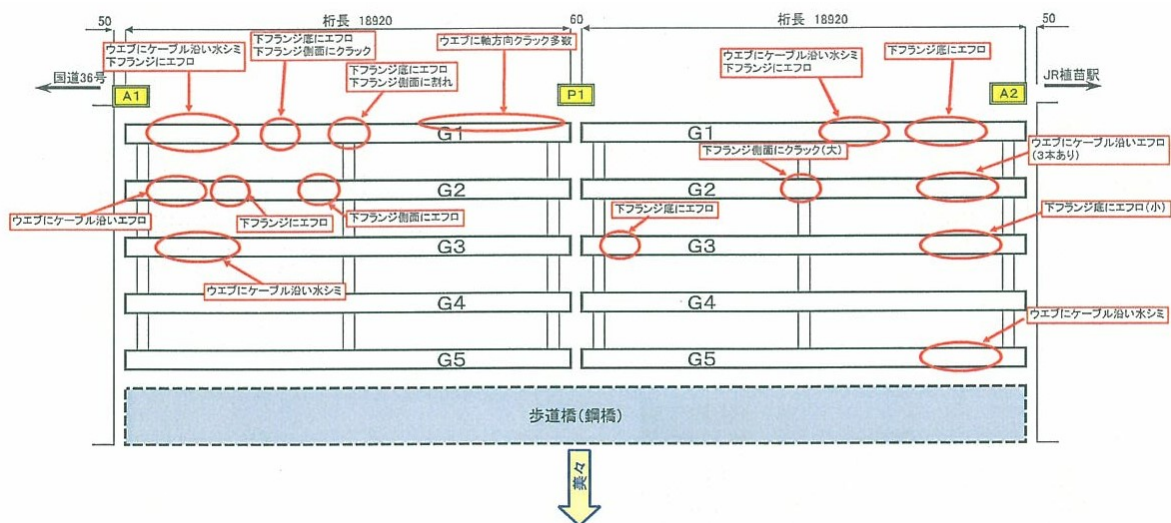 50
桁長 18920
60
桁長 18920
50
ウエブにケーブル沿い水シミ
下フランジにエフロ
下フランジ底にエフロ
下フランジ側面にクラック
ウエブに軸方向クラック多数
下フランジ底にエフロ
下フランジ側面に割れ
ウエブにケーブル沿い水シミ
下フランジにエフロ
下フランジ底にエフロ
国道36号
A1
P1
A2
JR植苗駅
G1
G1
下フランジ側面にクラック(大)
ウエブにケーブル沿いエフロ
(3本あり)
G2
G2
ウエブにケーブル沿いエフロ
下フランジにエフロ
下フランジ側面にエフロ
下フランジ底にエフロ
下フランジ底にエフロ(小)
G3
G3
ウエブにケーブル沿い水シミ
G4
G4
ウエブにケーブル沿い水シミ
G5
G5
歩道橋(鋼橋)
美々